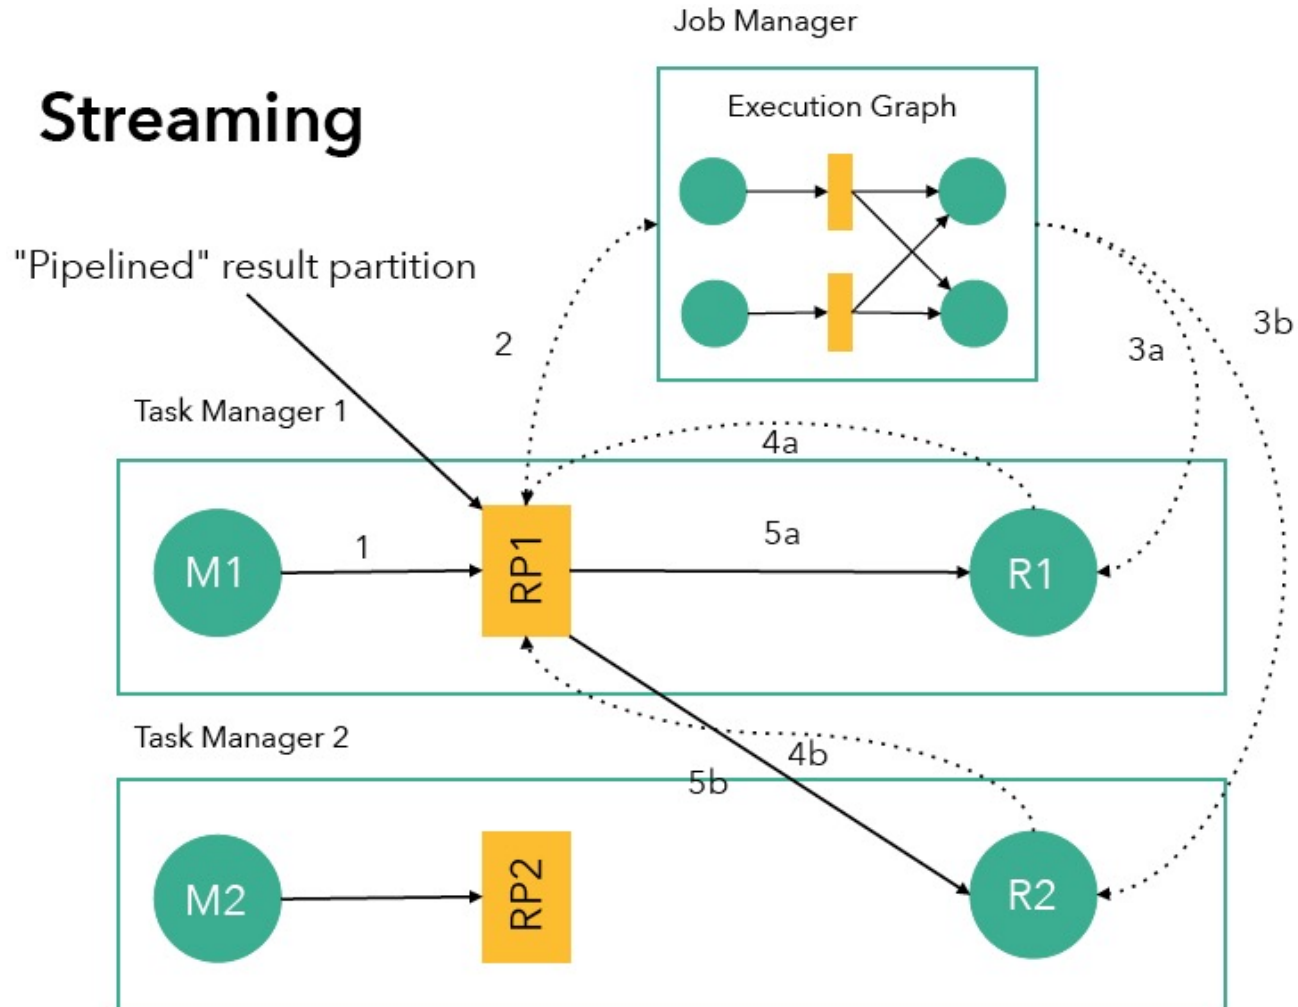 Job Manager
Streaming
Execution Graph
"Pipelined" result partition
2
3a
3b
Task Manager 1
4a
M1
1
RP1
5a
R1
Task Manager 2
4b
5b
M2
RP2
R2